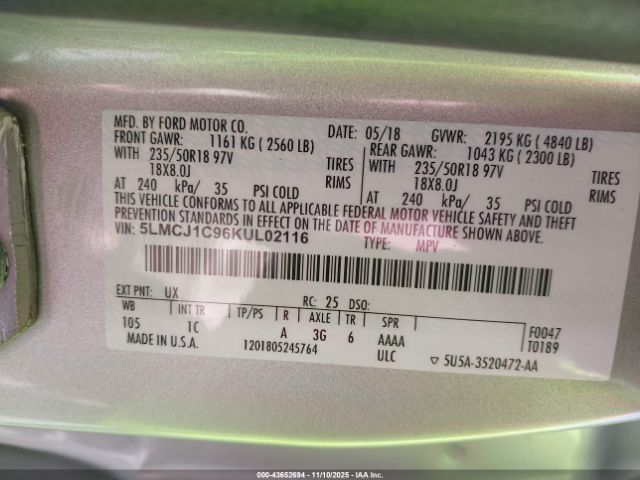 MFD. BY FORD MOTOR CO. DATE: 05/18 GVWR: 2195 KG ( 4840 LB)
FRONT GAWR: 1161 KG ( 2560 LB) REAR GAWR: 1043 KG ( 2300 LB)
WITH 235/50R18 97V TIRES WITH 235/50R18 97V TIRES
18X8.0J RIMS 18X8.0J RIMS
AT 240 kPa/ 35 PSI COLD AT 240 kPa/ 35 PSI COLD
THIS VEHICLE CONFORMS TO ALL APPLICABLE FEDERAL MOTOR VEHICLE SAFETY AND THEFT
PREVENTION STANDARDS IN EFFECT ON THE DATE OF MANUFACTURE SHOWN ABOVE.
VIN: 5LMCJ1C96KUL02116 TYPE: MPV
EXT PNT: UX RC: 25 DSO:
WB INT TR TP/PS R AXLE TR SPR
105 1C A 3G 6 AAAA F0047
MADE IN U.S.A. 1201805245764 ULC T0189
▽ 5U5A-3520472-AA
000-43652694 - 11/10/2025 - IAAI.com